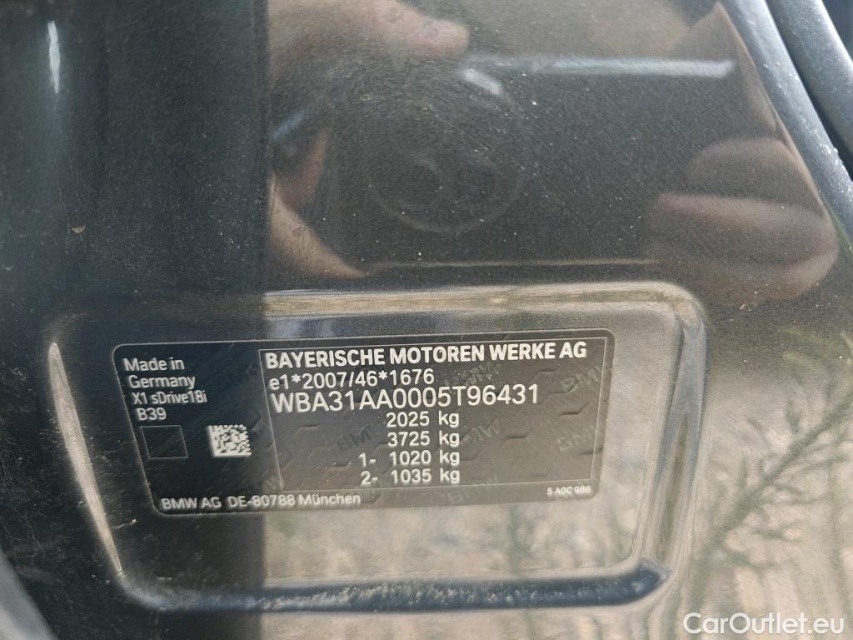 Made in
Germany
X1 sDrive18i
B39
BAYERISCHE MOTOREN WERKE AG
e1*2007/46*1676
WBA31AA0005T96431
2025 kg
3725 kg
1- 1020 kg
2- 1035 kg
BMW AG DE-80788 München
5 A0C 9B6
CarOutlet.eu